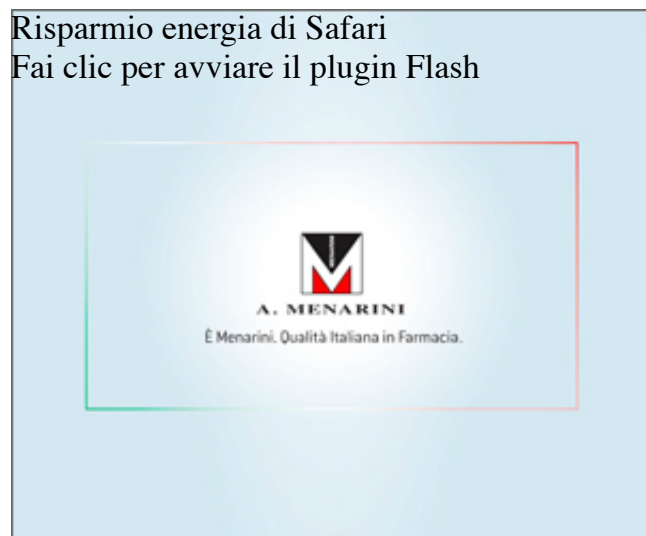 Risparmio energia di Safari
Fai clic per avviare il plugin Flash
A. MENARINI
È Menarini. Qualità Italiana in Farmacia.